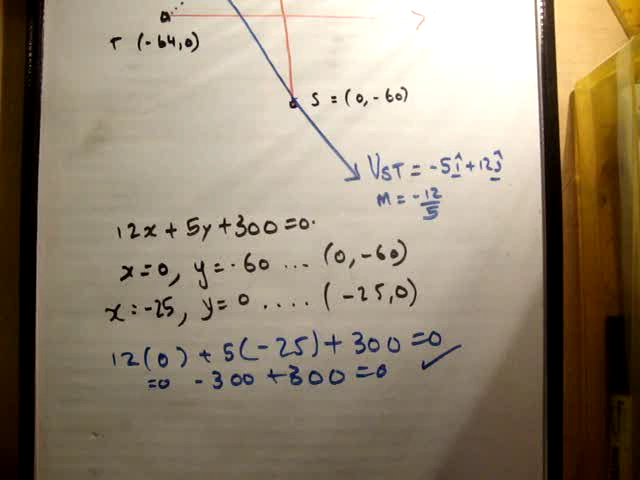 T (-64,0)
S = (0,-60)
VST = -5î + 12ĵ
M = -12/5
12x + 5y + 300 = 0.
x = 0, y = -60 ... (0, -60)
x = -25, y = 0 .... (-25, 0)
12(0) + 5(-25) + 300 = 0
= 0 - 300 + 300 = 0 ✓